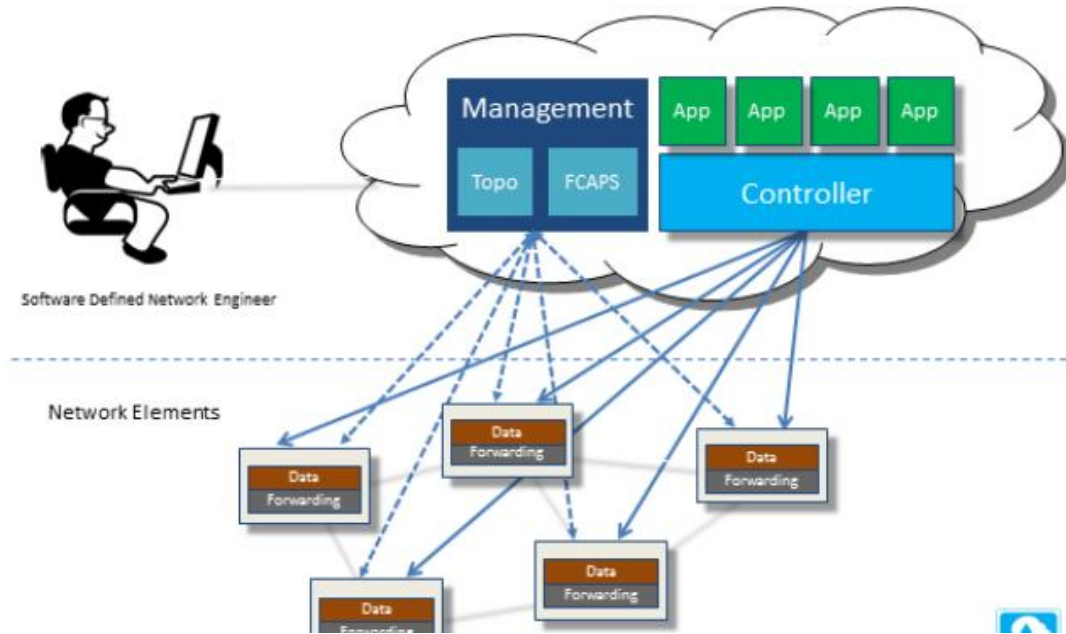 Management
App App App App
Topo FCAPS
Controller
Software Defined Network Engineer
Network Elements
Data
Forwarding
Data
Forwarding
Data
Forwarding
Data
Forwarding
Data
Forwarding